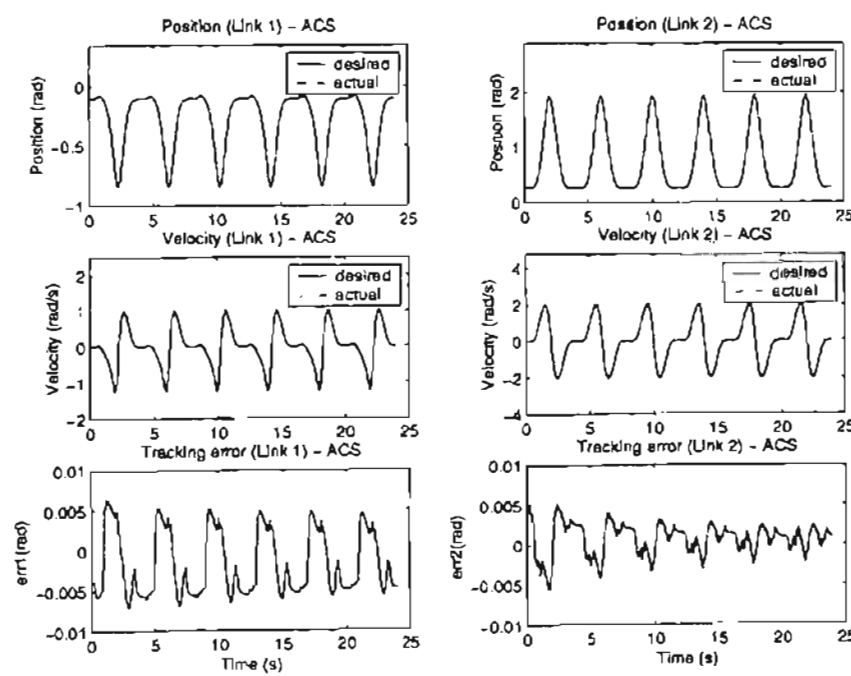 Position (Link 1) – ACS
desired
actual
Position (rad)
0
−0.5
−1
0 5 10 15 20 25
Velocity (Link 1) – ACS
desired
actual
Velocity (rad/s)
2
1
0
−1
−2
0 5 10 15 20 25
Tracking error (Link 1) – ACS
err1(rad)
0.01
0.005
0
−0.005
−0.01
0 5 10 15 20 25
Time (s)
Position (Link 2) – ACS
desired
actual
Position (rad)
2
1
0
0 5 10 15 20 25
Velocity (Link 2) – ACS
desired
actual
Velocity (rad/s)
4
2
0
−2
−4
0 5 10 15 20 25
Tracking error (Link 2) – ACS
err2(rad)
0.01
0.005
0
−0.005
−0.01
0 5 10 15 20 25
Time (s)